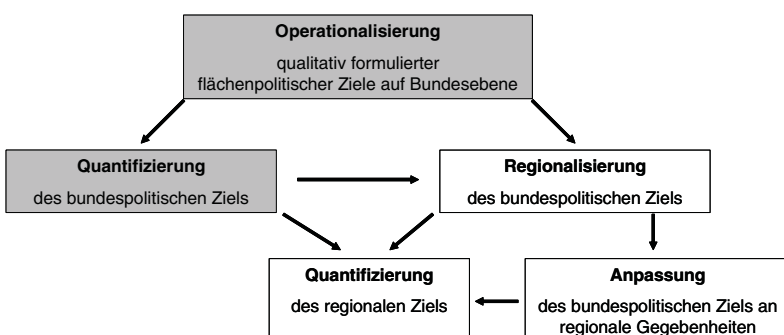 Operationalisierung
qualitativ formulierter
flächenpolitischer Ziele auf Bundesebene
Quantifizierung
des bundespolitischen Ziels
Regionalisierung
des bundespolitischen Ziels
Quantifizierung
des regionalen Ziels
Anpassung
des bundespolitischen Ziels an
regionale Gegebenheiten